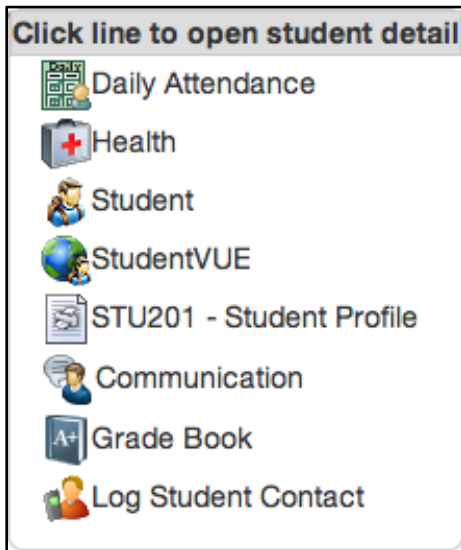 Click line to open student detail
Daily
Daily Attendance
Health
Student
StudentVUE
STU201 - Student Profile
Communication
A+
Grade Book
Log Student Contact